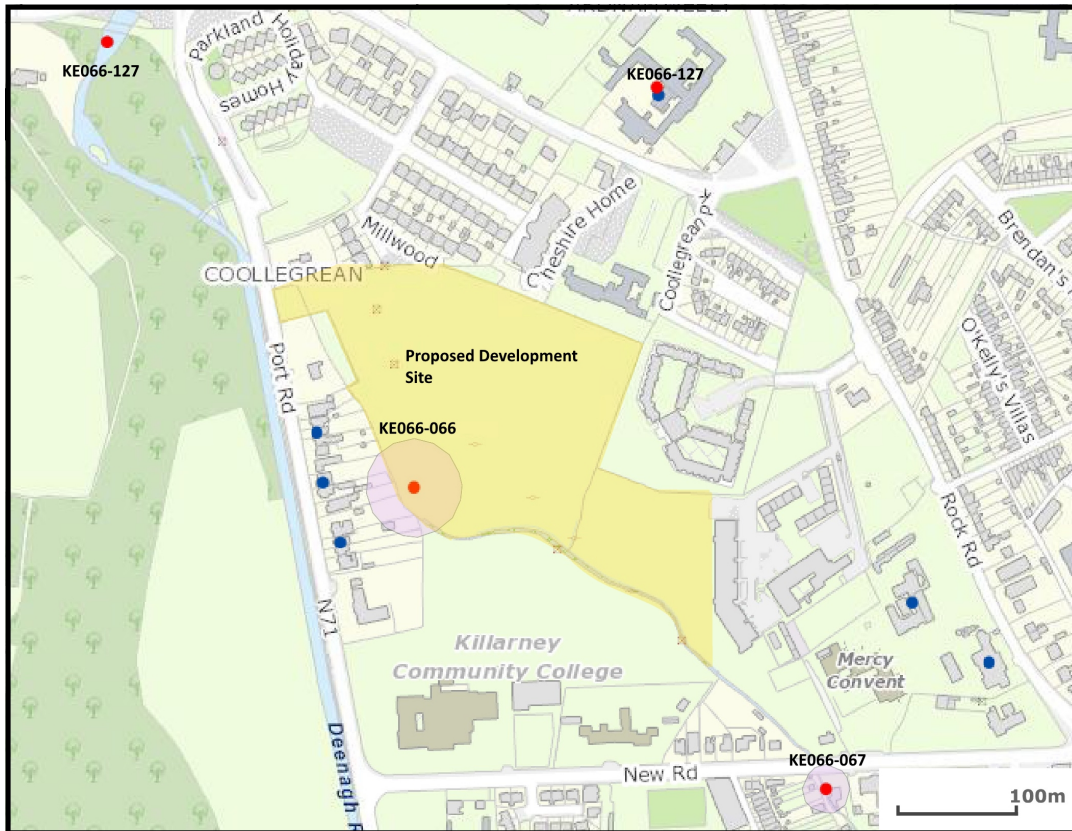 Parkland
Holiday
Homes
KE066-127
KE066-127
Millwood
Cheshire Home
Coollegrean Pk
Brendan's
COOLLEGREAN
O'Kelly's Villas
Port Rd
Proposed Development
Site
KE066-066
Rock Rd
N71
Killarney
Community College
Mercy
Convent
Deenagh R
New Rd
KE066-067
100m